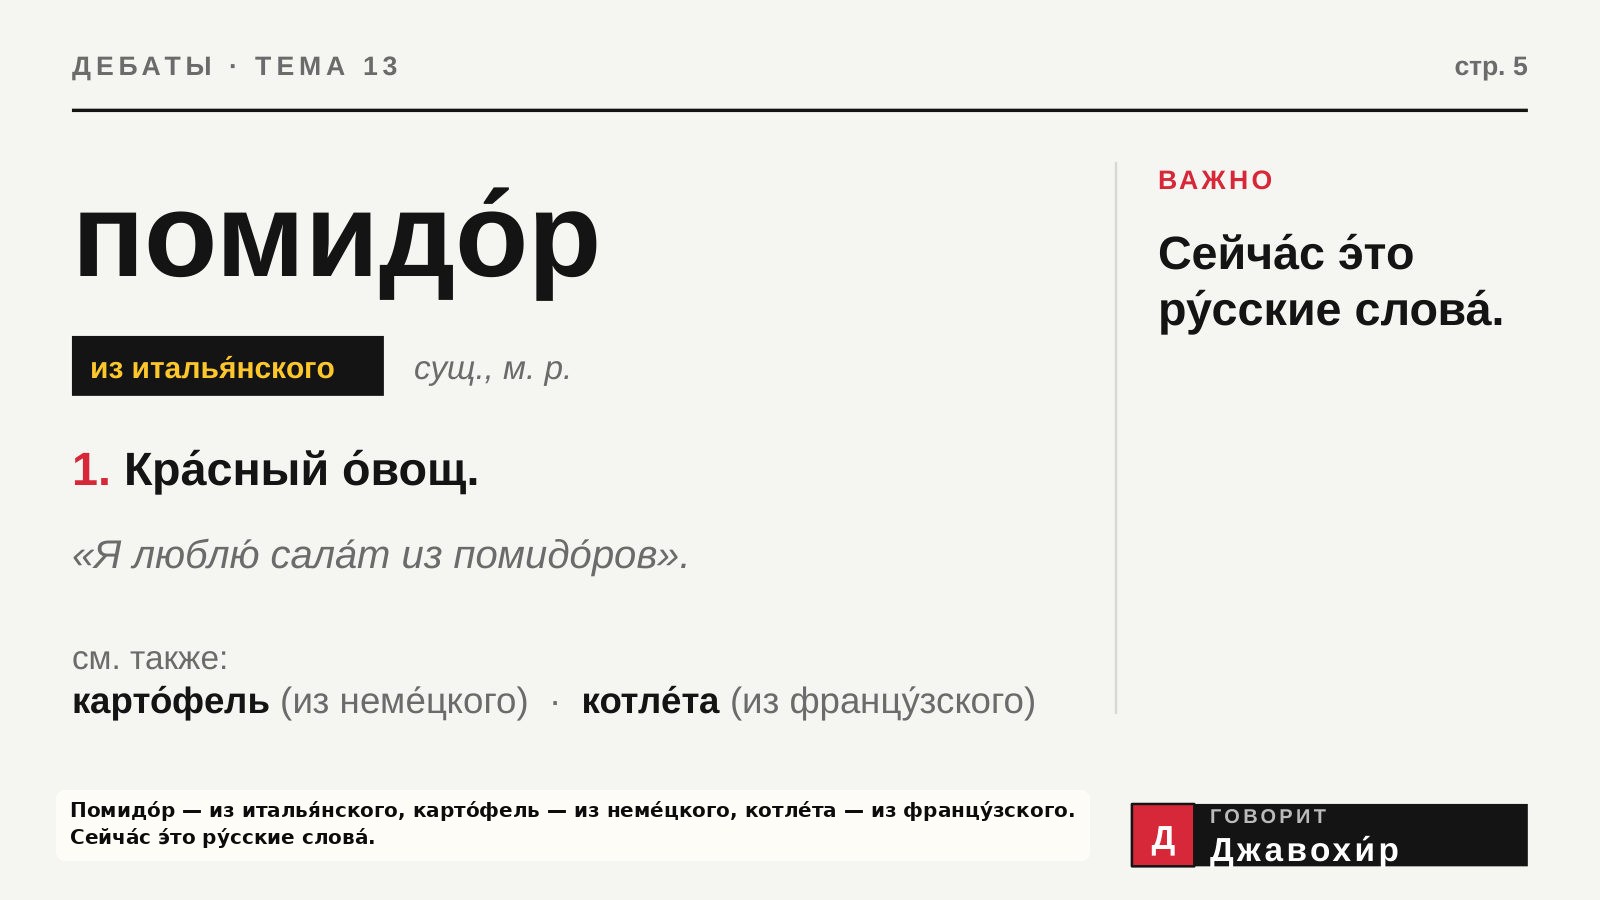 ДЕБАТЫ · ТЕМА 13
стр. 5
помидо́р
из италья́нского
сущ., м. р.
1. Кра́сный о́вощ.
«Я люблю́ сала́т из помидо́ров».
см. также:
карто́фель (из неме́цкого) · котле́та (из францу́зского)
ВАЖНО
Сейча́с э́то
ру́сские слова́.
Помидо́р — из италья́нского, карто́фель — из неме́цкого, котле́та — из францу́зского.
Сейча́с э́то ру́сские слова́.
Д
ГОВОРИТ
Джавохи́р